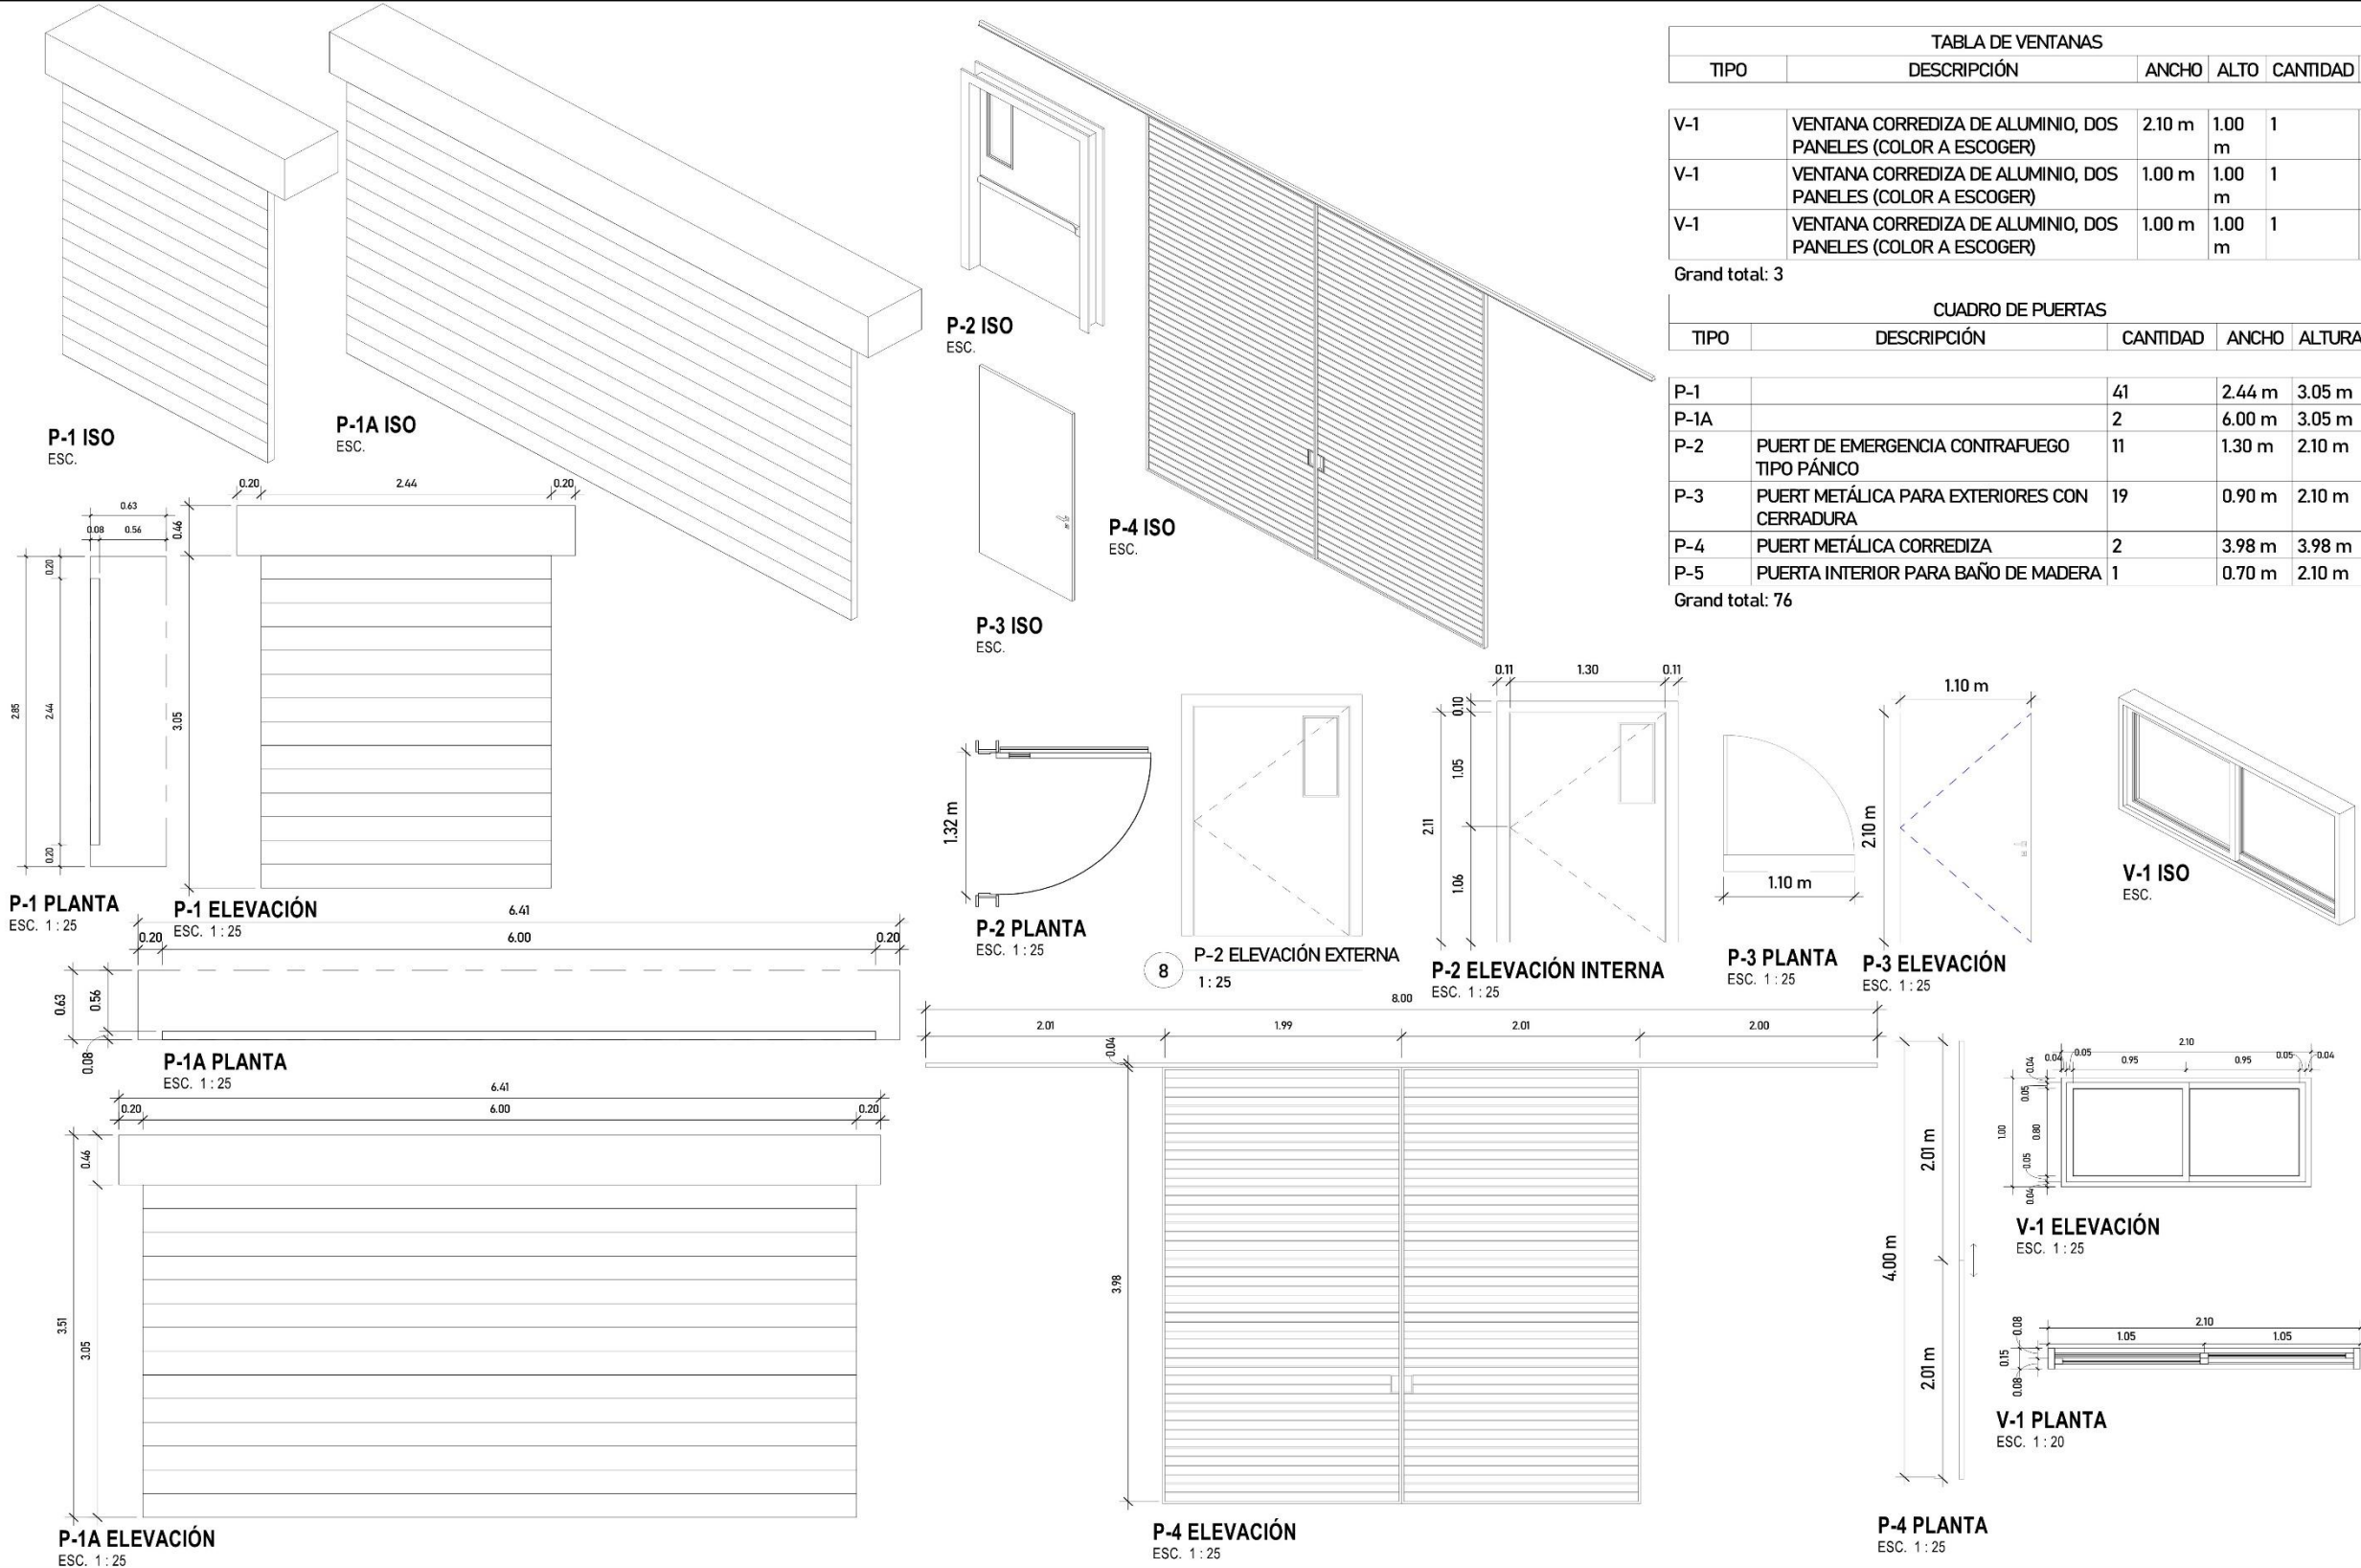 TABLA DE VENTANAS
TIPO DESCRIPCIÓN ANCHO ALTO CANTIDAD
V-1 VENTANA CORREDIZA DE ALUMINIO, DOS 2.10 m 1.00 1
PANELES (COLOR A ESCOGER) m
V-1 VENTANA CORREDIZA DE ALUMINIO, DOS 1.00 m 1.00 1
PANELES (COLOR A ESCOGER) m
V-1 VENTANA CORREDIZA DE ALUMINIO, DOS 1.00 m 1.00 1
PANELES (COLOR A ESCOGER) m
Grand total: 3
CUADRO DE PUERTAS
TIPO DESCRIPCIÓN CANTIDAD ANCHO ALTURA
P-1 41 2.44 m 3.05 m
P-1A 2 6.00 m 3.05 m
P-2 PUERT DE EMERGENCIA CONTRAFUEGO 11 1.30 m 2.10 m
TIPO PÁNICO
P-3 PUERT METÁLICA PARA EXTERIORES CON 19 0.90 m 2.10 m
CERRADURA
P-4 PUERT METÁLICA CORREDIZA 2 3.98 m 3.98 m
P-5 PUERTA INTERIOR PARA BAÑO DE MADERA 1 0.70 m 2.10 m
Grand total: 76
P-1 ISO
ESC.
P-1A ISO
ESC.
P-2 ISO
ESC.
P-3 ISO
ESC.
P-4 ISO
ESC.
0.63
0.08 0.56
0.20
2.85
2.44
0.20
P-1 PLANTA
ESC. 1 : 25
0.20 2.44 0.20
0.46
3.05
P-1 ELEVACIÓN
ESC. 1 : 25
6.41
0.20 6.00 0.20
0.63
0.56
0.08
P-1A PLANTA
ESC. 1 : 25
6.41
0.20 6.00 0.20
0.46
3.51
3.05
P-1A ELEVACIÓN
ESC. 1 : 25
1.32 m
P-2 PLANTA
ESC. 1 : 25
8
P-2 ELEVACIÓN EXTERNA
1 : 25
0.11 1.30 0.11
0.10
1.05
2.11
1.06
P-2 ELEVACIÓN INTERNA
ESC. 1 : 25
1.10 m
P-3 PLANTA
ESC. 1 : 25
1.10 m
2.10 m
P-3 ELEVACIÓN
ESC. 1 : 25
V-1 ISO
ESC.
8.00
2.01 1.99 2.01 2.00
0.04
3.98
P-4 ELEVACIÓN
ESC. 1 : 25
2.01 m
4.00 m
2.01 m
P-4 PLANTA
ESC. 1 : 25
2.10
0.04 0.05 0.95 0.95 0.05 0.04
0.04
0.05
1.00
0.80
0.05
0.04
V-1 ELEVACIÓN
ESC. 1 : 25
2.10
1.05 1.05
0.08
0.15
0.08
V-1 PLANTA
ESC. 1 : 20